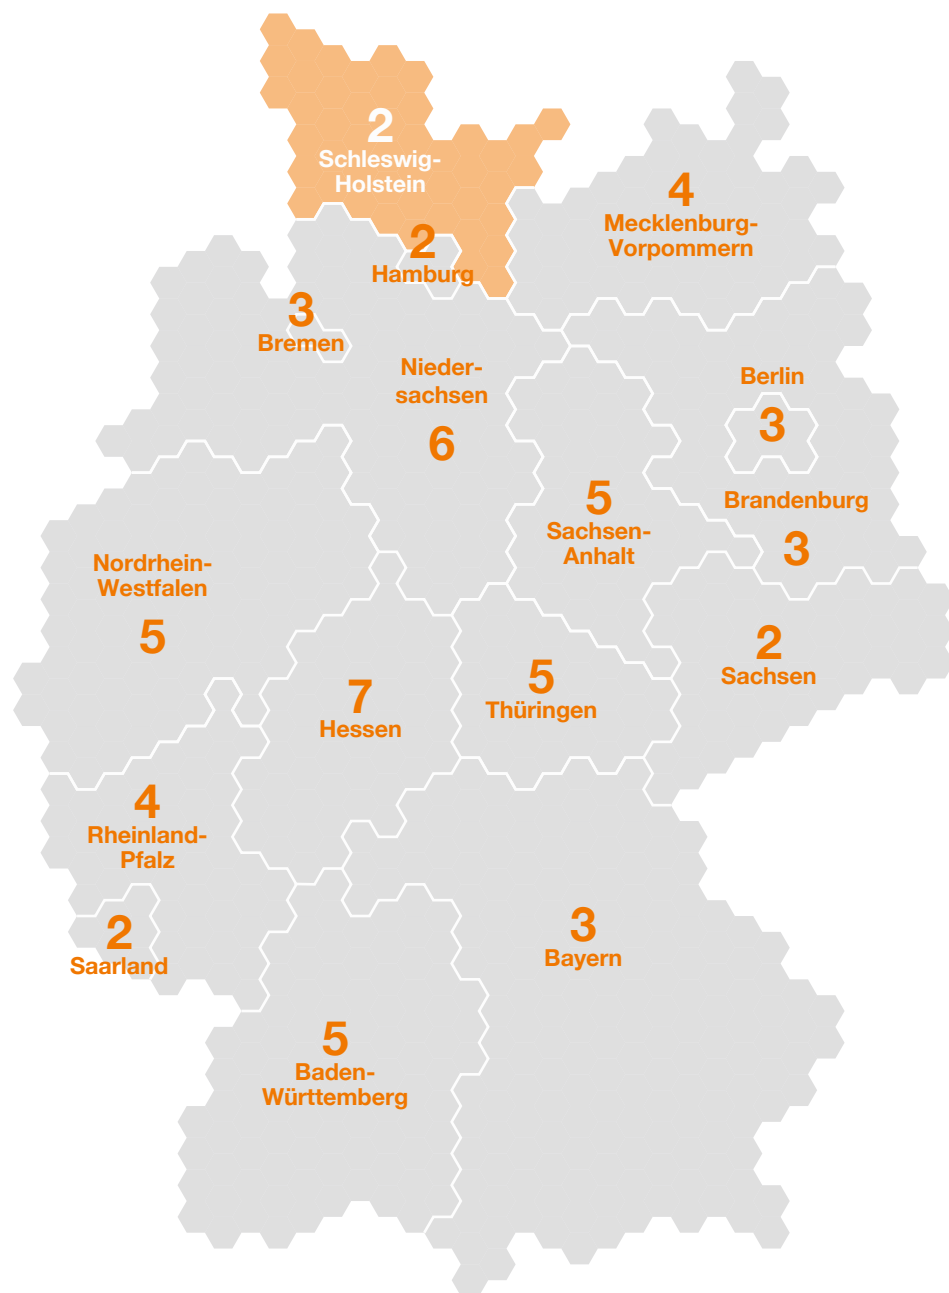 2
Schleswig-
Holstein
4
Mecklenburg-
Vorpommern
2
Hamburg
3
Bremen
Nieder-
sachsen
6
Berlin
3
Brandenburg
3
5
Sachsen-
Anhalt
Nordrhein-
Westfalen
5
2
Sachsen
7
Hessen
5
Thüringen
4
Rheinland-
Pfalz
2
Saarland
3
Bayern
5
Baden-
Württemberg